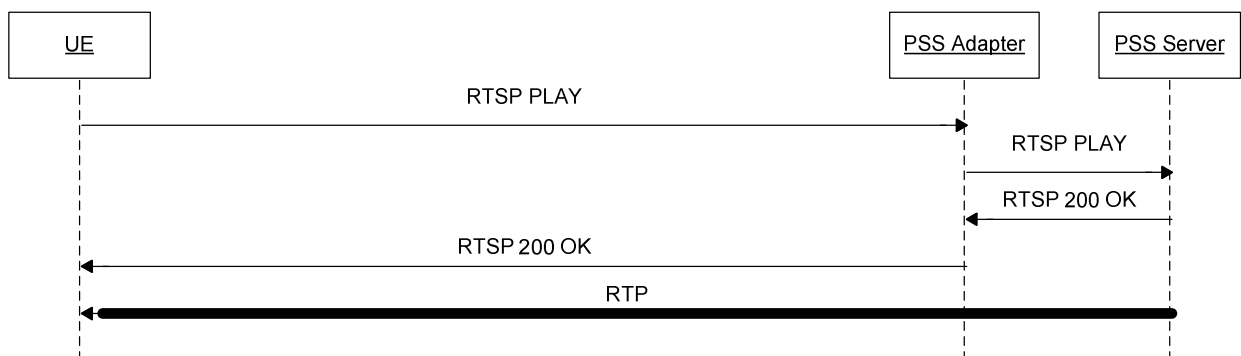 UE
PSS Adapter
PSS Server
RTSP PLAY
RTSP PLAY
RTSP 200 OK
RTSP 200 OK
RTP